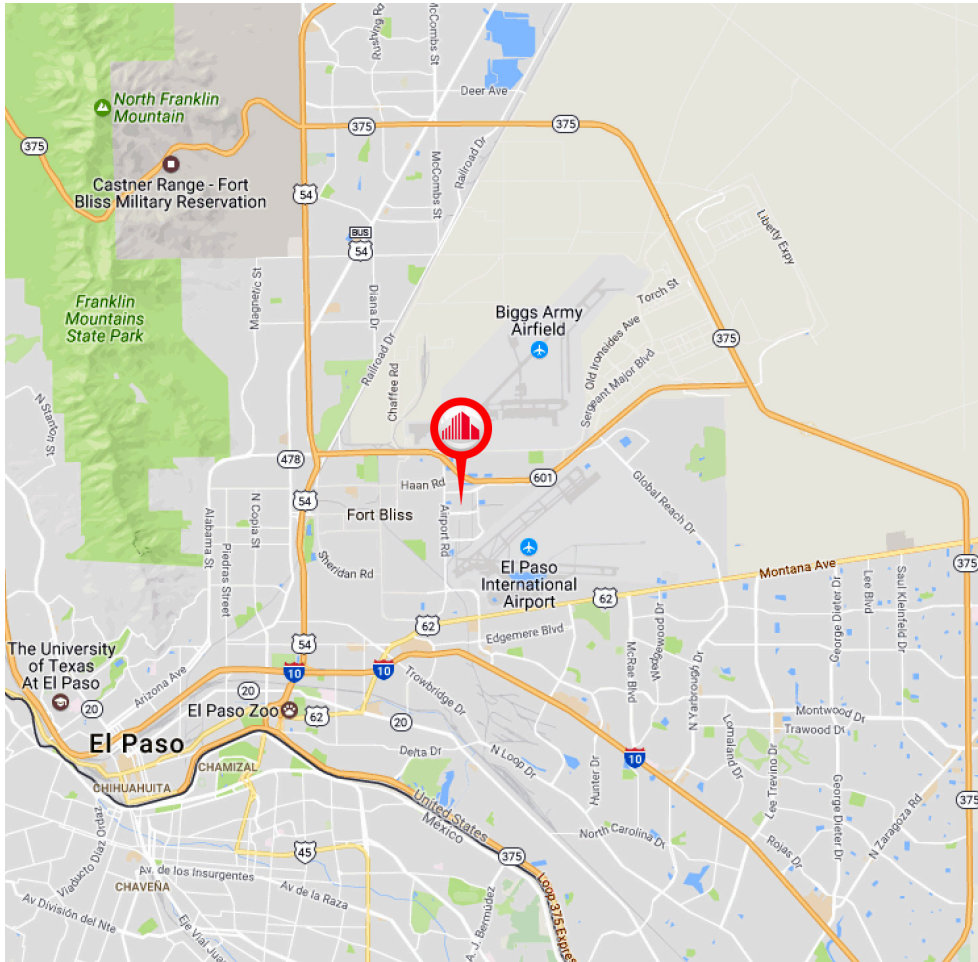 Rushing Rd
McCombs St
North Franklin
Mountain
Deer Ave
375
375
375
Castner Range - Fort
Bliss Military Reservation
54
McCombs St
Railroad Dr
BUS
54
Liberty Expy
Magnetic St
Diana Dr
Torch St
Franklin
Mountains
State Park
Biggs Army
Airfield
375
Old Ironsides Ave
Railroad Dr
Chaffee Rd
Sergeant Major Blvd
N Stanton St
478
601
Haan Rd
54
N Copia St
Fort Bliss
Airport Rd
Global Reach Dr
Alabama St
Piedras Street
Sheridan Rd
El Paso
International
Airport
Montana Ave
375
62
62
Edgemere Blvd
George Dieter Dr
Lee Blvd
Saul Kleinfeld Dr
McRae Blvd
Wedgewood Dr
N Yarbrough Dr
54
The University
of Texas
At El Paso
Arizona Ave
10
10
Trowbridge Dr
20
20
El Paso Zoo
62
20
Montwood Dr
Trawood Dr
Lomaland Dr
El Paso
Delta Dr
N Loop Dr
10
Hunter Dr
Lee Trevino Dr
George Dieter Dr
CHAMIZAL
CHIHUAHUITA
375
United States
Mexico
North Carolina Dr
N Zaragoza Rd
Rojas Dr
45
375
Viaducto Díaz Ordaz
Av. de los Insurgentes
CHAVEÑA
Av de la Raza
Av División del Nte
Eje Vial Jua
A. J. Bermúdez
Loop 375 Expres